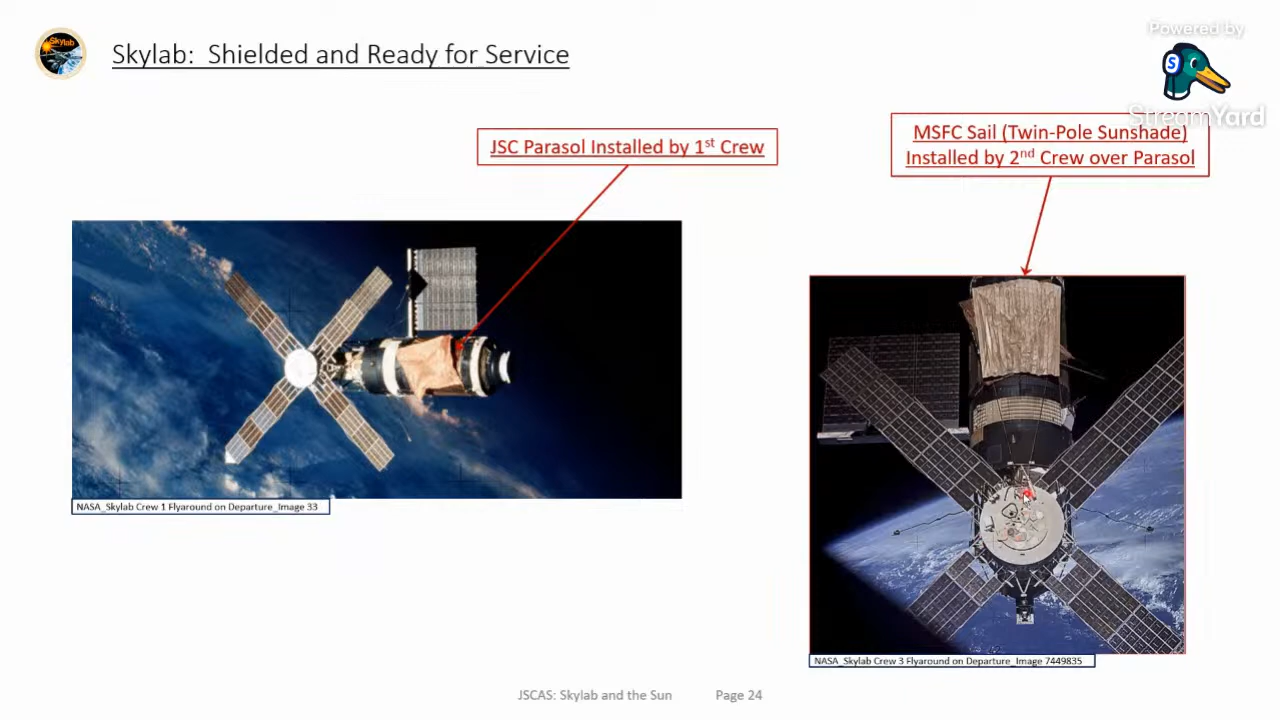 Powered by
Skylab
Skylab: Shielded and Ready for Service
StreamYard
JSC Parasol Installed by 1st Crew
MSFC Sail (Twin-Pole Sunshade)
Installed by 2nd Crew over Parasol
NASA_Skylab Crew 1 Flyaround on Departure_Image 33
NASA_Skylab Crew 3 Flyaround on Departure_Image 7449835
JSCAS: Skylab and the Sun Page 24